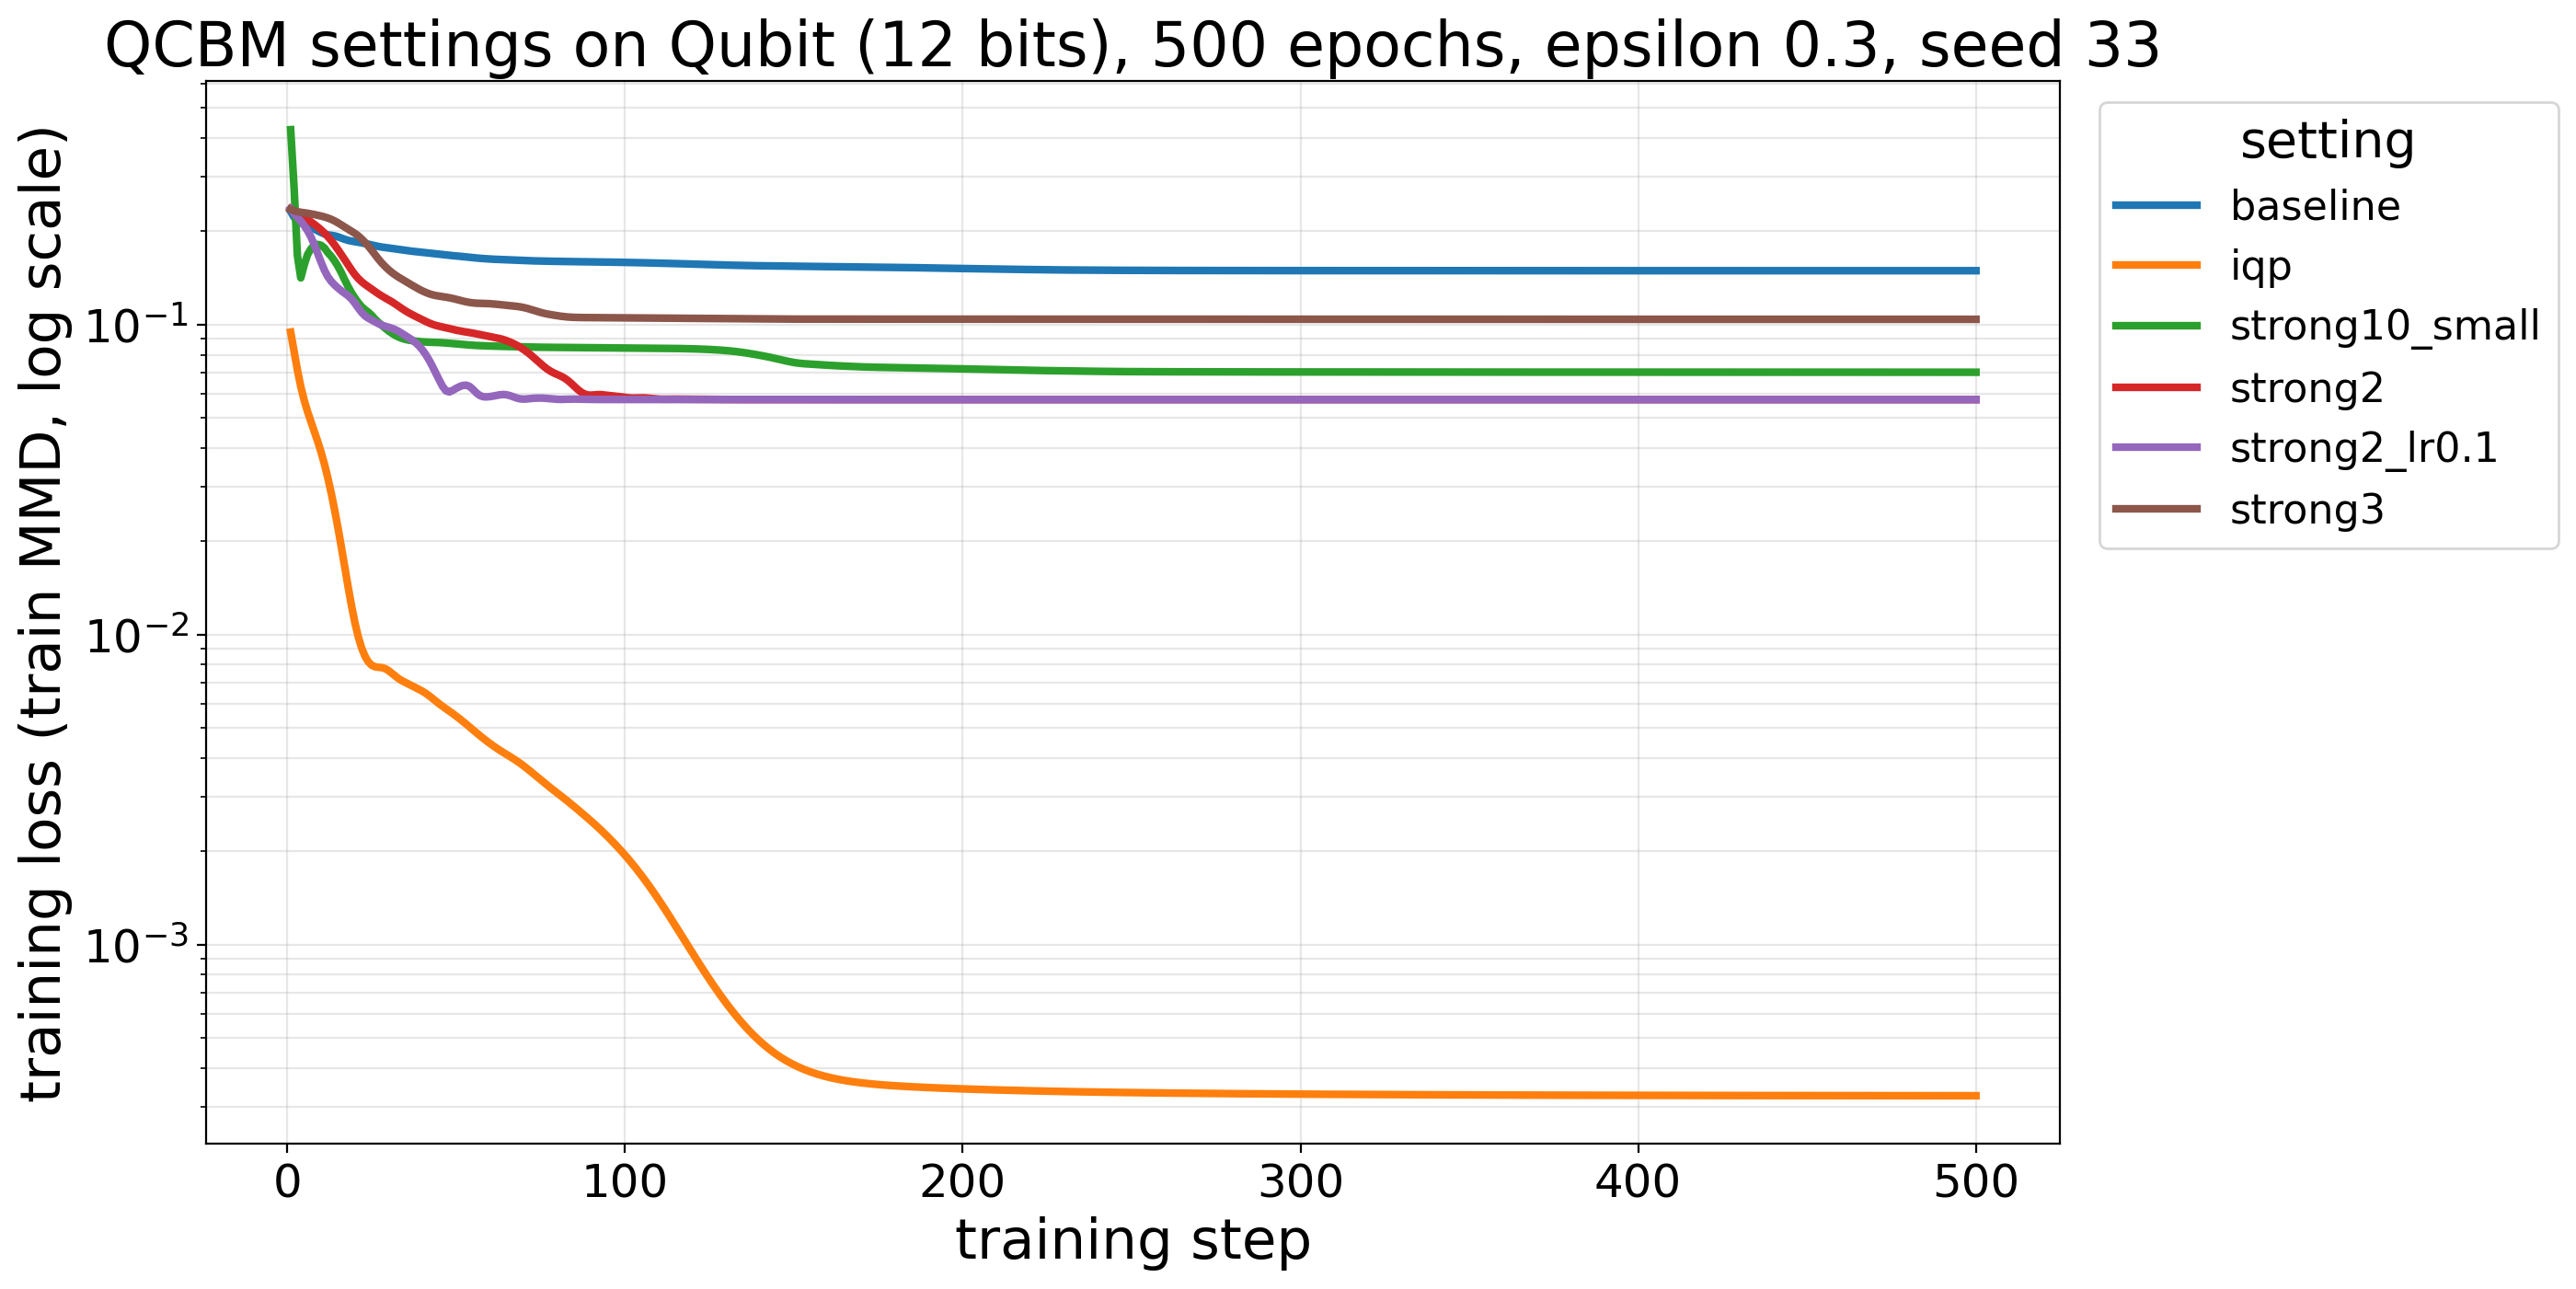 QCBM settings on Qubit (12 bits), 500 epochs, epsilon 0.3, seed 33
training loss (train MMD, log scale)
10⁻¹
10⁻²
10⁻³
0 100 200 300 400 500
training step
setting
baseline
iqp
strong10_small
strong2
strong2_lr0.1
strong3